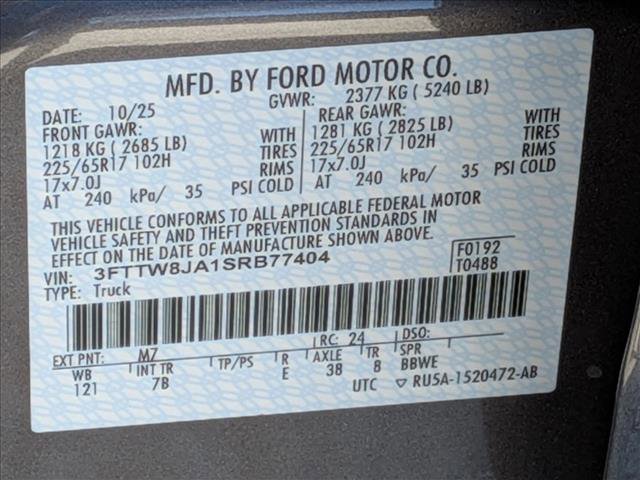 MFD. BY FORD MOTOR CO.
DATE: 10/25 GVWR: 2377 KG ( 5240 LB)
FRONT GAWR: REAR GAWR:
1218 KG ( 2685 LB) WITH 1281 KG ( 2825 LB) WITH
225/65R17 102H TIRES 225/65R17 102H TIRES
17x7.0J RIMS 17x7.0J RIMS
AT 240 kPa/ 35 PSI COLD AT 240 kPa/ 35 PSI COLD
THIS VEHICLE CONFORMS TO ALL APPLICABLE FEDERAL MOTOR
VEHICLE SAFETY AND THEFT PREVENTION STANDARDS IN
EFFECT ON THE DATE OF MANUFACTURE SHOWN ABOVE.
VIN: 3FTTW8JA1SRB77404 F0192
TYPE: Truck T0488
EXT PNT: M7 RC: 24 DSO:
WB INT TR TP/PS R AXLE TR SPR
121 7B E 38 8 BBWE
UTC ▽ RU5A-1520472-AB